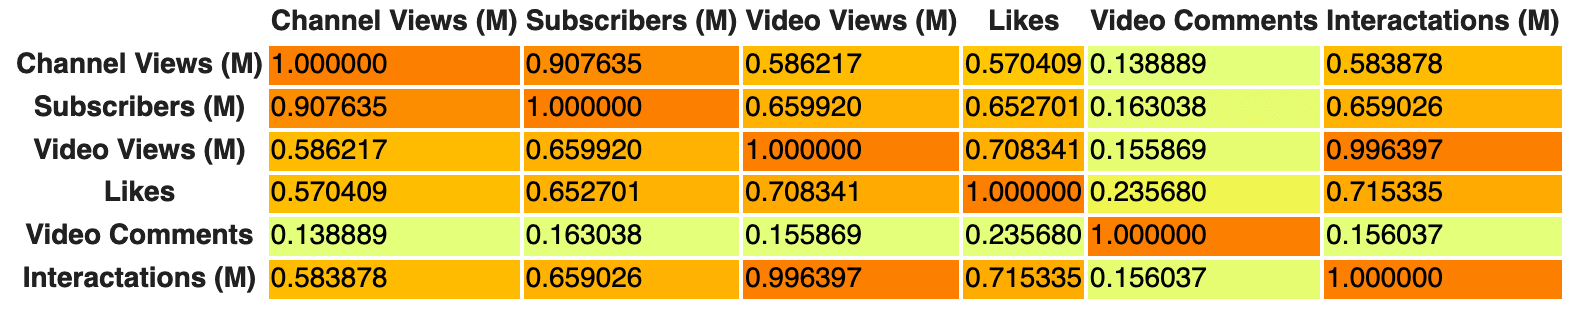 Channel Views (M) Subscribers (M) Video Views (M) Likes Video Comments Interactations (M)
Channel Views (M) 1.000000 0.907635 0.586217 0.570409 0.138889 0.583878
Subscribers (M) 0.907635 1.000000 0.659920 0.652701 0.163038 0.659026
Video Views (M) 0.586217 0.659920 1.000000 0.708341 0.155869 0.996397
Likes 0.570409 0.652701 0.708341 1.000000 0.235680 0.715335
Video Comments 0.138889 0.163038 0.155869 0.235680 1.000000 0.156037
Interactations (M) 0.583878 0.659026 0.996397 0.715335 0.156037 1.000000